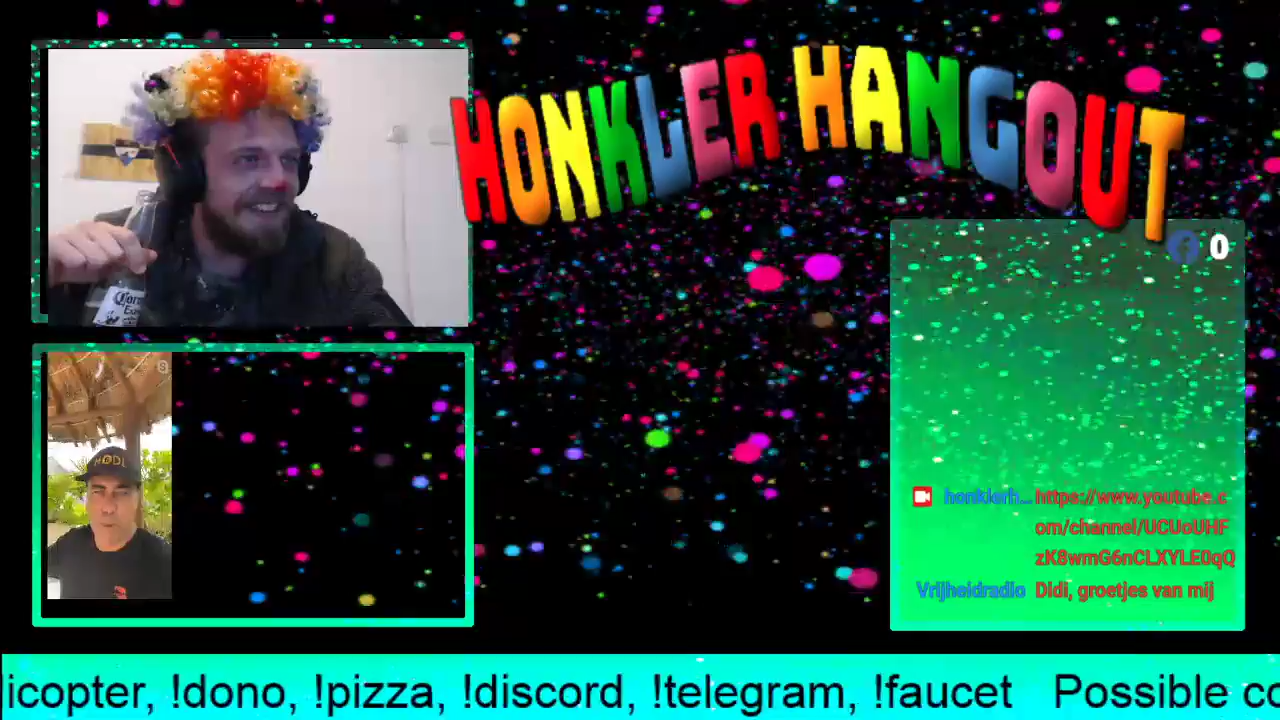 HONKLER HANGOUT
HODL
0
honklerh... https://www.youtube.c
om/channel/UCUoUHF
zK8wmG6nCLXYLE0qQ
Vrijheidradio Didi, groetjes van mij
icopter, !dono, !pizza, !discord, !telegram, !faucet Possible co